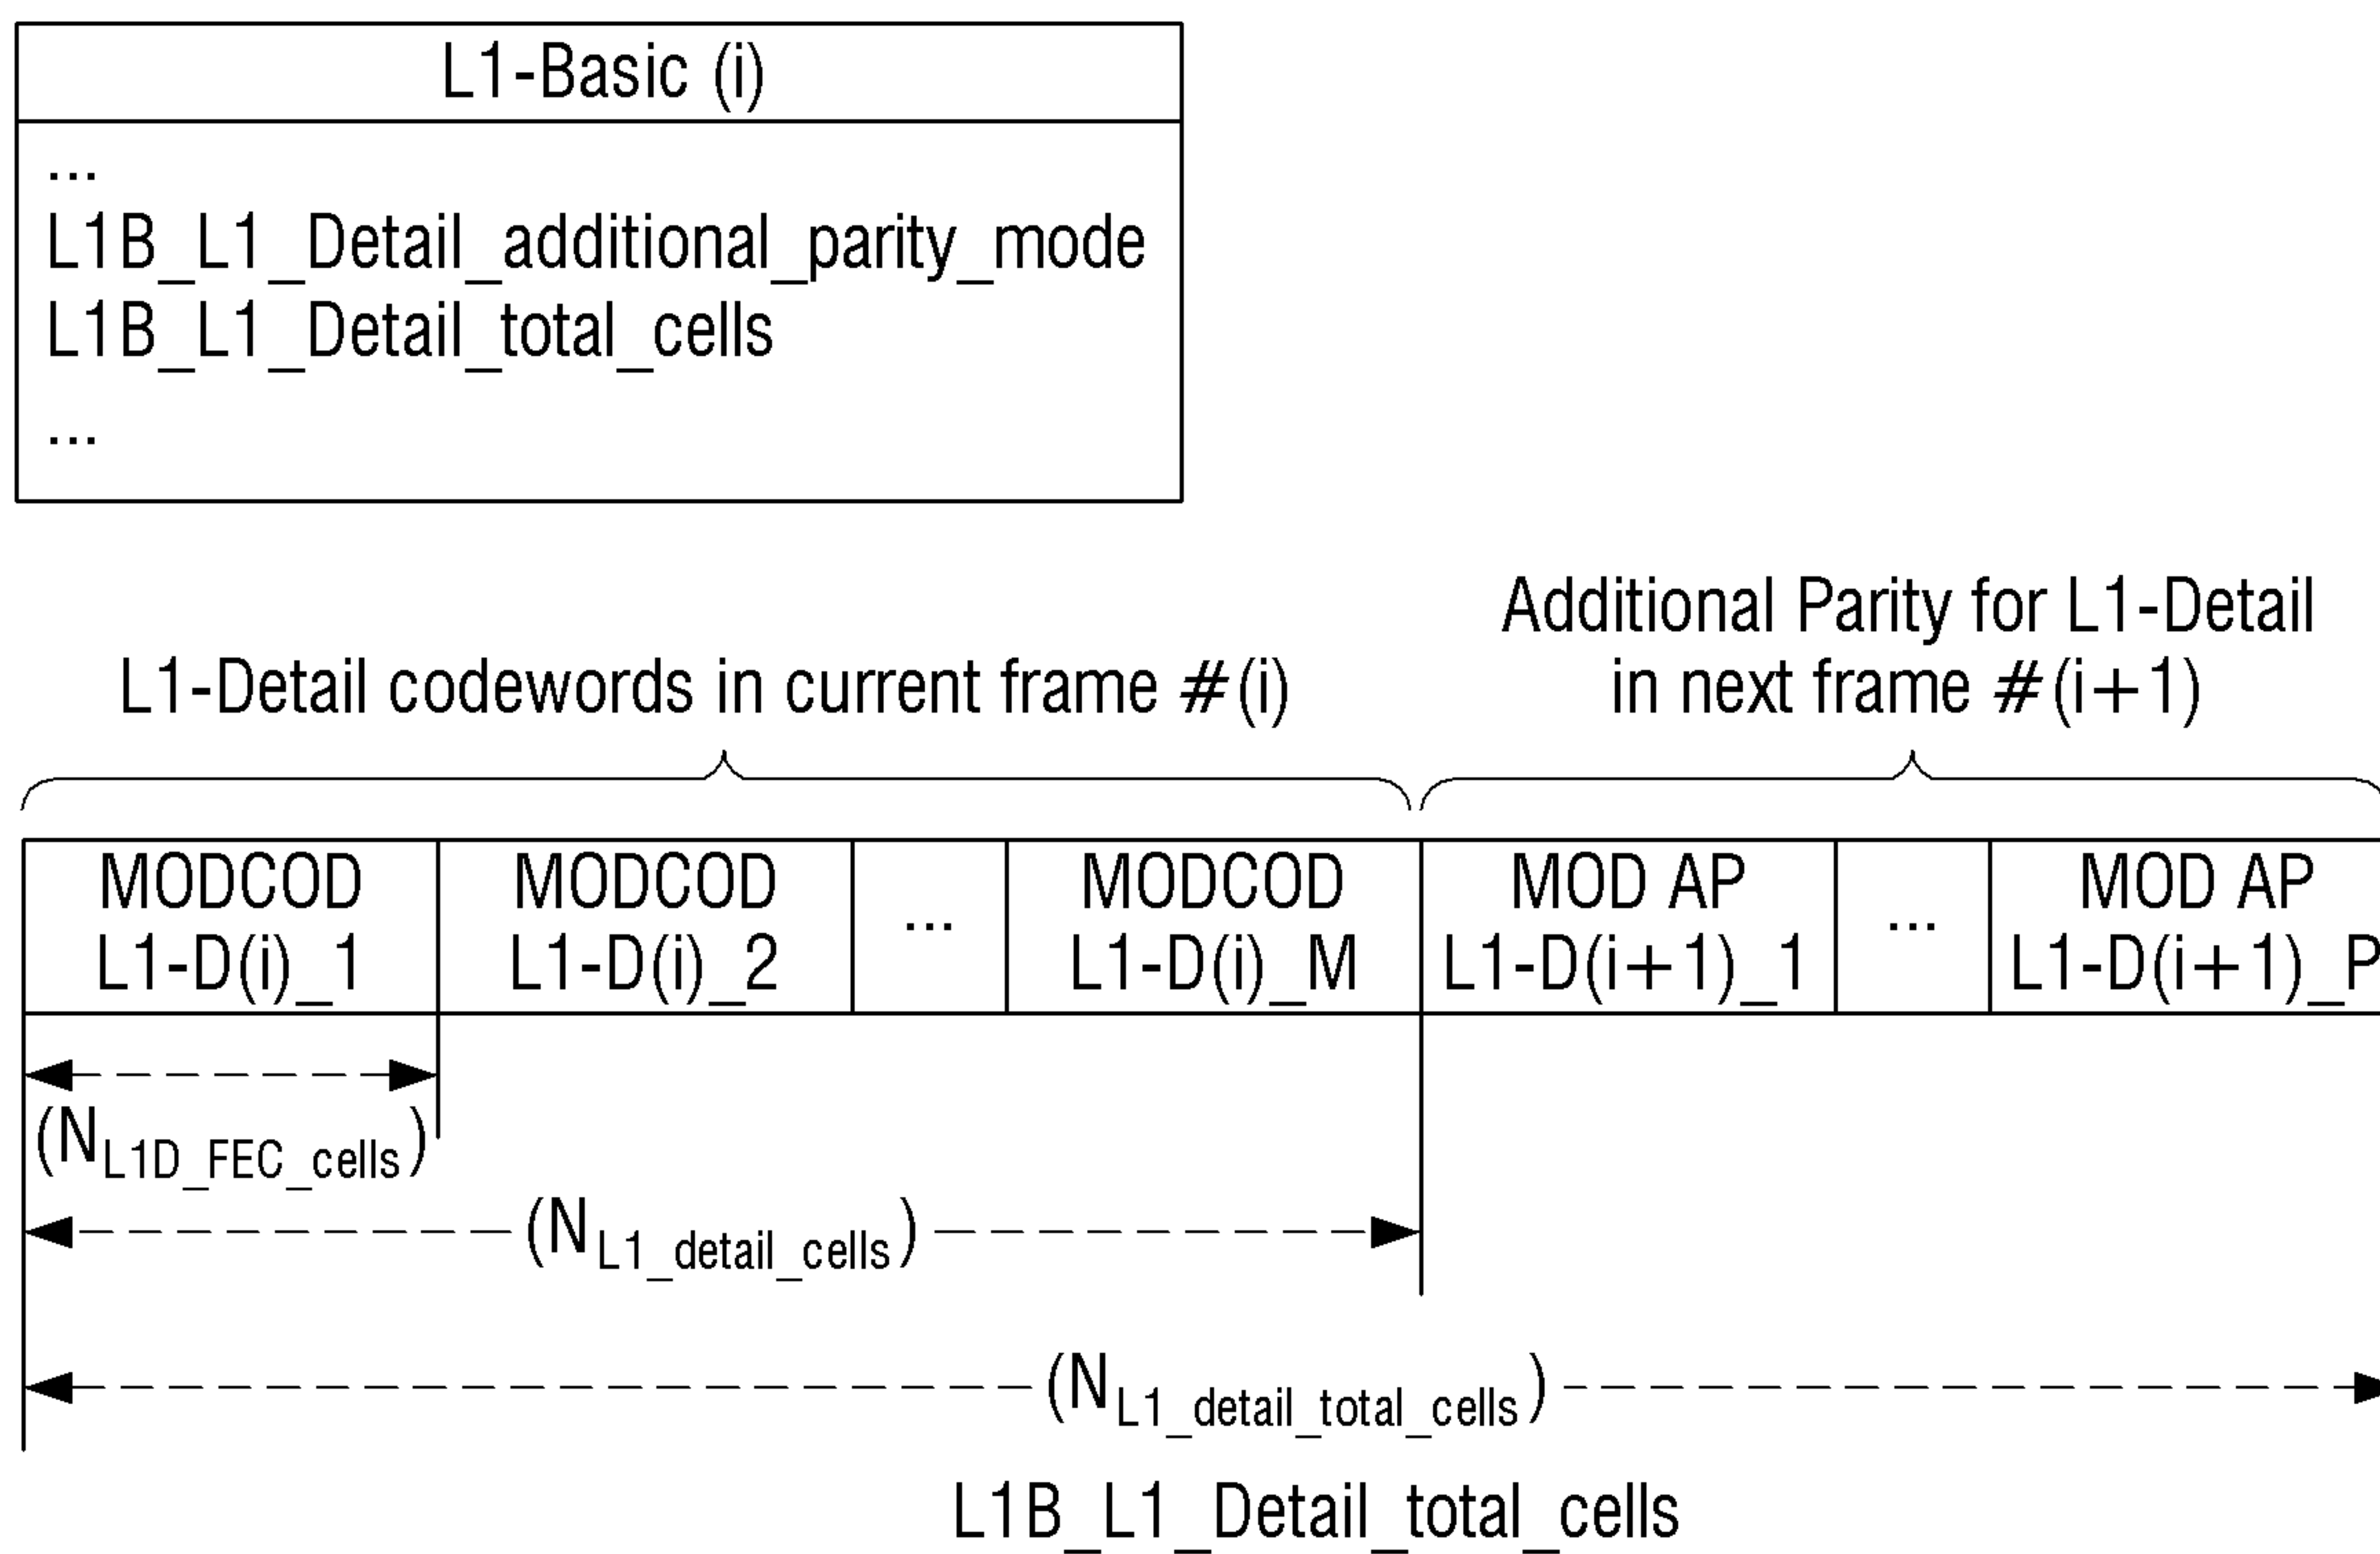 L1-Basic (i)
...
L1B_L1_Detail_additional_parity_mode
L1B_L1_Detail_total_cells
...
L1-Detail codewords in current frame #(i)
Additional Parity for L1-Detail
in next frame #(i+1)
MODCOD
L1-D(i)_1
MODCOD
L1-D(i)_2
...
MODCOD
L1-D(i)_M
MOD AP
L1-D(i+1)_1
...
MOD AP
L1-D(i+1)_P
(NL1D_FEC_cells)
(NL1_detail_cells)
(NL1_detail_total_cells)
L1B_L1_Detail_total_cells